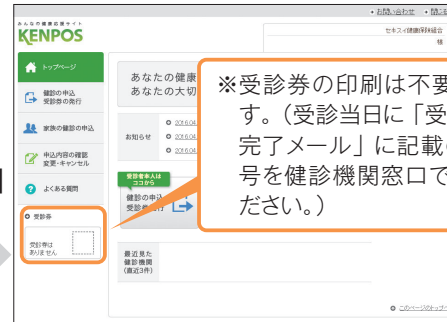 お問い合わせ
みんなの健康応援サイト
KENPOS
セキスイ健康保険組合
様
トップページ
健診の申込
受診券の発行
家族の健診の申込
申込内容の確認
変更・キャンセル
よくある質問
受診券
受診券は
ありません
あなたの健康
あなたの大切
お知らせ
2016.04
2016.04
受診者本人は
ココから
健診の申込
受診
最近見た
健診機関
(直近3件)
※受診券の印刷は不要
す。（受診当日に「受
完了メール」に記載の
号を健診機関窓口で
ださい。）
このページのトップへ